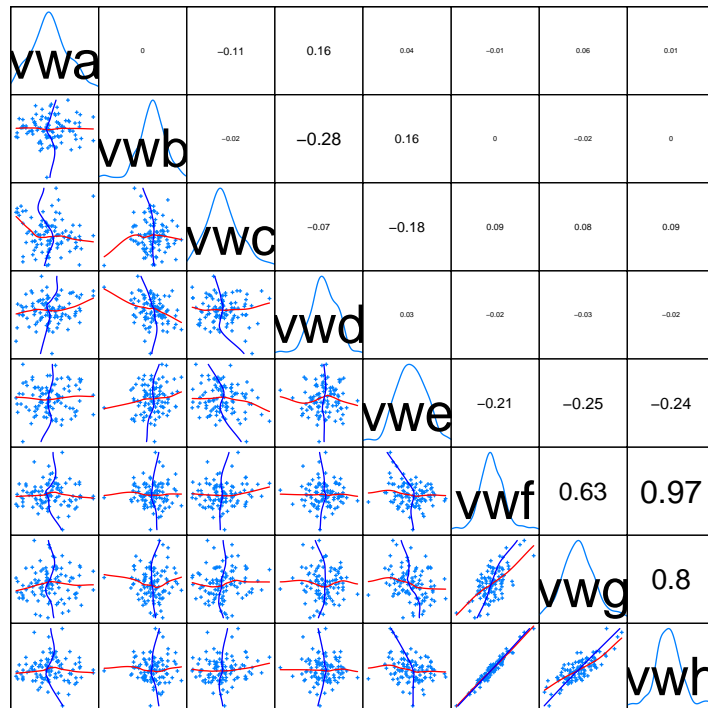 vwa 0 −0.11 0.16 0.04 −0.01 0.06 0.01
vwb −0.02 −0.28 0.16 0 −0.02 0
vwc −0.07 −0.18 0.09 0.08 0.09
vwd 0.03 −0.02 −0.03 −0.02
vwe −0.21 −0.25 −0.24
vwf 0.63 0.97
vwg 0.8
vwh